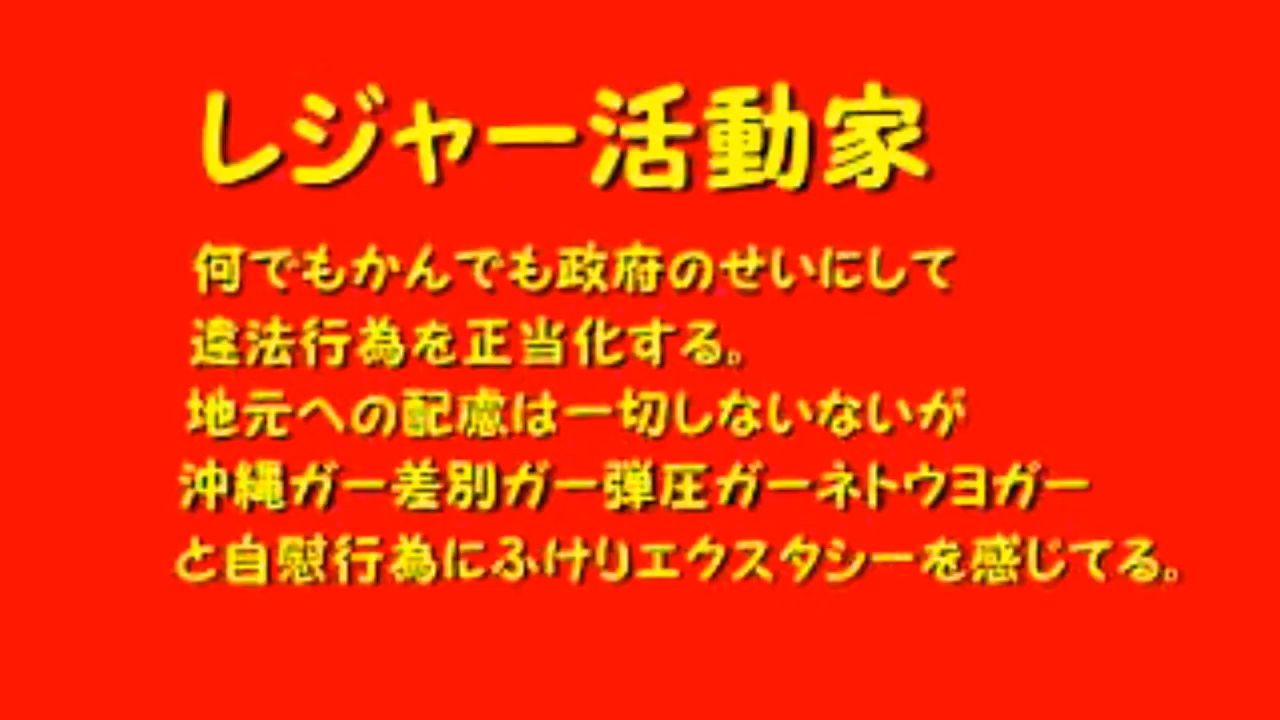 レジャー活動家
何でもかんでも政府のせいにして
違法行為を正当化する。
地元への配慮は一切しないないが
沖縄ガー差別ガー弾圧ガーネトウヨガー
と自慰行為にふけりエクスタシーを感じてる。